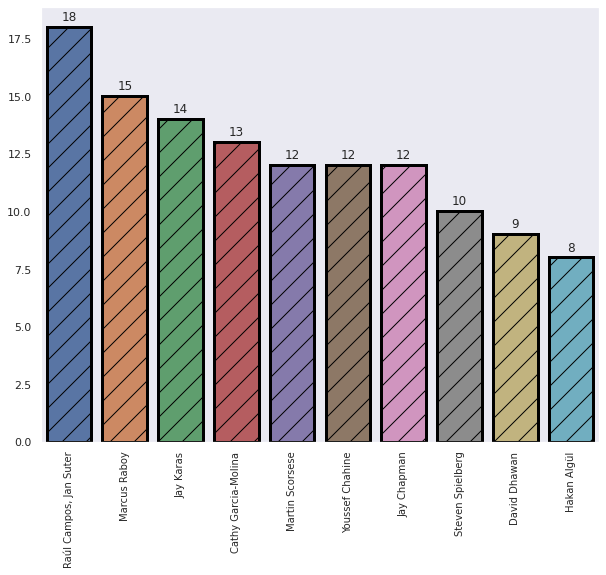 18
15
14
13
12
12
12
10
9
8
17.5
15.0
12.5
10.0
7.5
5.0
2.5
0.0
Raúl Campos, Jan Suter
Marcus Raboy
Jay Karas
Cathy Garcia-Molina
Martin Scorsese
Youssef Chahine
Jay Chapman
Steven Spielberg
David Dhawan
Hakan Algül